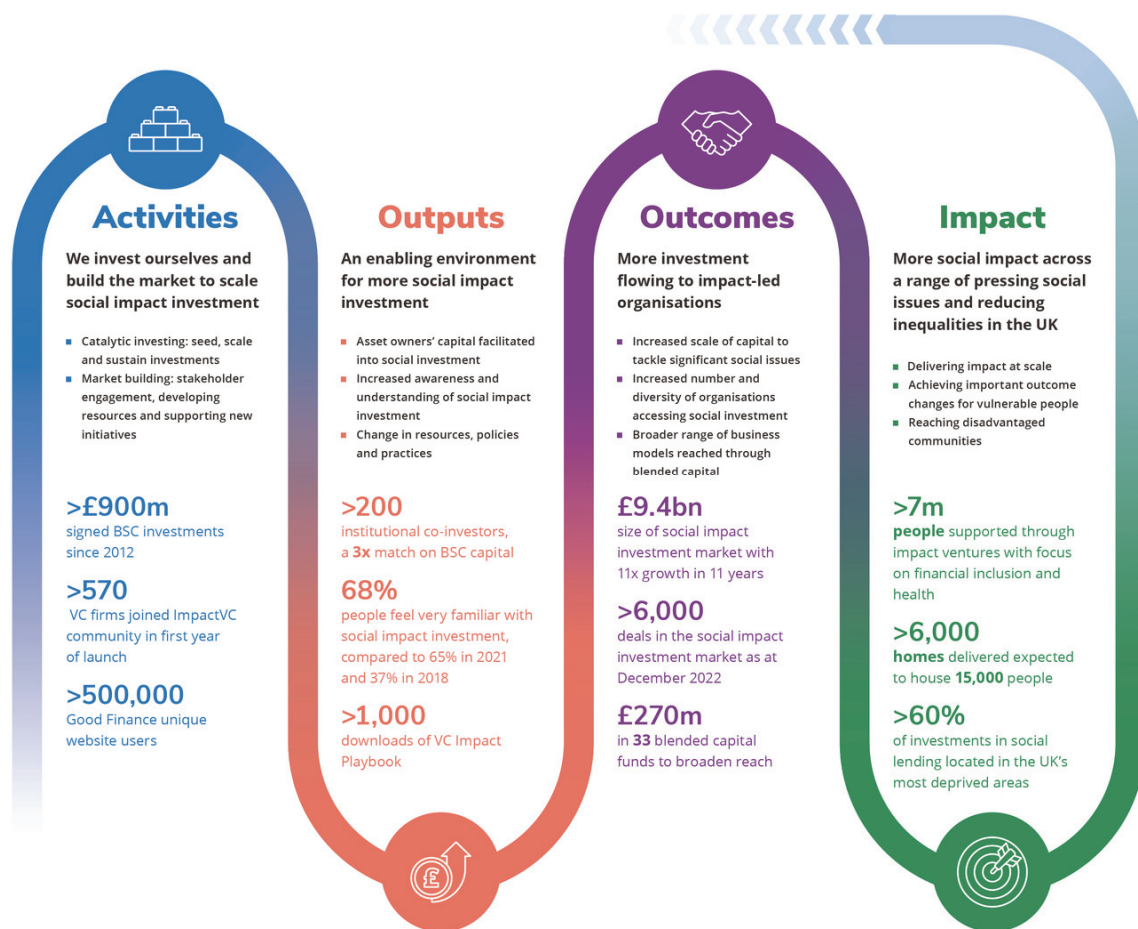 Activities
We invest ourselves and
build the market to scale
social impact investment
▪ Catalytic investing: seed, scale
and sustain investments
▪ Market building: stakeholder
engagement, developing
resources and supporting new
initiatives
>£900m
signed BSC investments
since 2012
>570
VC firms joined ImpactVC
community in first year
of launch
>500,000
Good Finance unique
website users
Outputs
An enabling environment
for more social impact
investment
▪ Asset owners’ capital facilitated
into social investment
▪ Increased awareness and
understanding of social impact
investment
▪ Change in resources, policies
and practices
>200
institutional co-investors,
a 3x match on BSC capital
68%
people feel very familiar with
social impact investment,
compared to 65% in 2021
and 37% in 2018
>1,000
downloads of VC Impact
Playbook
£
Outcomes
More investment
flowing to impact-led
organisations
▪ Increased scale of capital to
tackle significant social issues
▪ Increased number and
diversity of organisations
accessing social investment
▪ Broader range of business
models reached through
blended capital
£9.4bn
size of social impact
investment market with
11x growth in 11 years
>6,000
deals in the social impact
investment market as at
December 2022
£270m
in 33 blended capital
funds to broaden reach
Impact
More social impact across
a range of pressing social
issues and reducing
inequalities in the UK
▪ Delivering impact at scale
▪ Achieving important outcome
changes for vulnerable people
▪ Reaching disadvantaged
communities
>7m
people supported through
impact ventures with focus
on financial inclusion and
health
>6,000
homes delivered expected
to house 15,000 people
>60%
of investments in social
lending located in the UK’s
most deprived areas